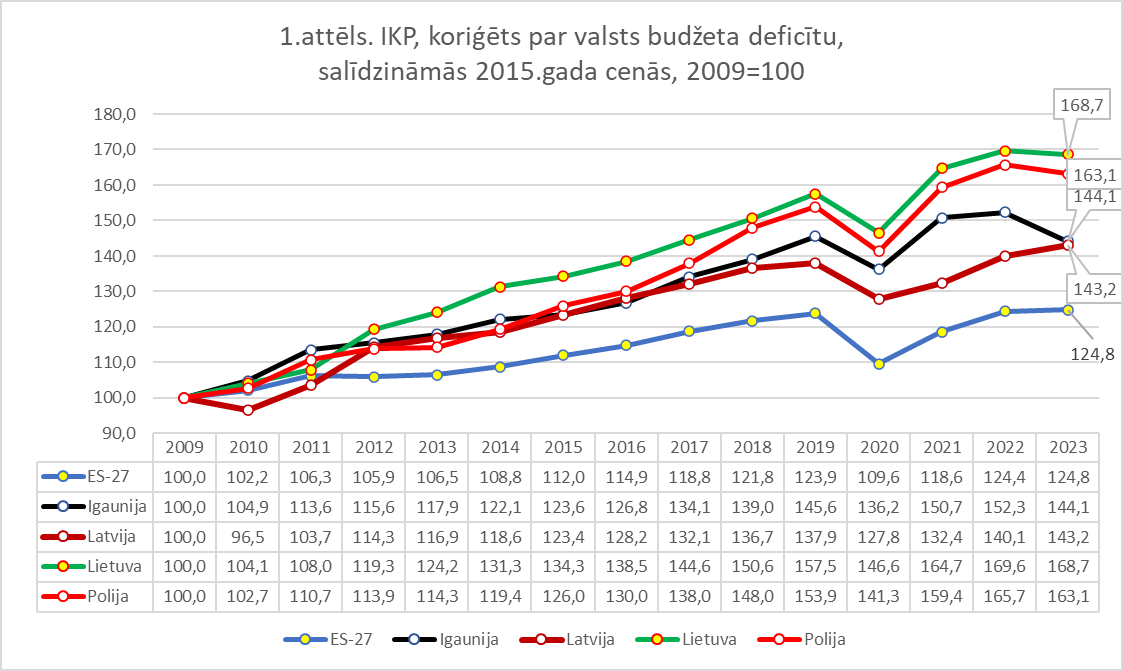 1.attēls. IKP, koriģēts par valsts budžeta deficītu,
salīdzināmās 2015.gada cenās, 2009=100
180,0
170,0
160,0
150,0
140,0
130,0
120,0
110,0
100,0
90,0
168,7
163,1
144,1
143,2
124,8
2009 2010 2011 2012 2013 2014 2015 2016 2017 2018 2019 2020 2021 2022 2023
ES-27 100,0 102,2 106,3 105,9 106,5 108,8 112,0 114,9 118,8 121,8 123,9 109,6 118,6 124,4 124,8
Igaunija 100,0 104,9 113,6 115,6 117,9 122,1 123,6 126,8 134,1 139,0 145,6 136,2 150,7 152,3 144,1
Latvija 100,0 96,5 103,7 114,3 116,9 118,6 123,4 128,2 132,1 136,7 137,9 127,8 132,4 140,1 143,2
Lietuva 100,0 104,1 108,0 119,3 124,2 131,3 134,3 138,5 144,6 150,6 157,5 146,6 164,7 169,6 168,7
Polija 100,0 102,7 110,7 113,9 114,3 119,4 126,0 130,0 138,0 148,0 153,9 141,3 159,4 165,7 163,1
ES-27 Igaunija Latvija Lietuva Polija